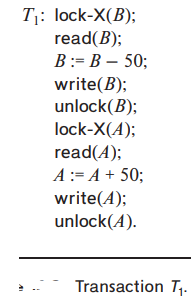 T₁: lock-X(B);
read(B);
B := B – 50;
write(B);
unlock(B);
lock-X(A);
read(A);
A := A + 50;
write(A);
unlock(A).
Transaction T₁.